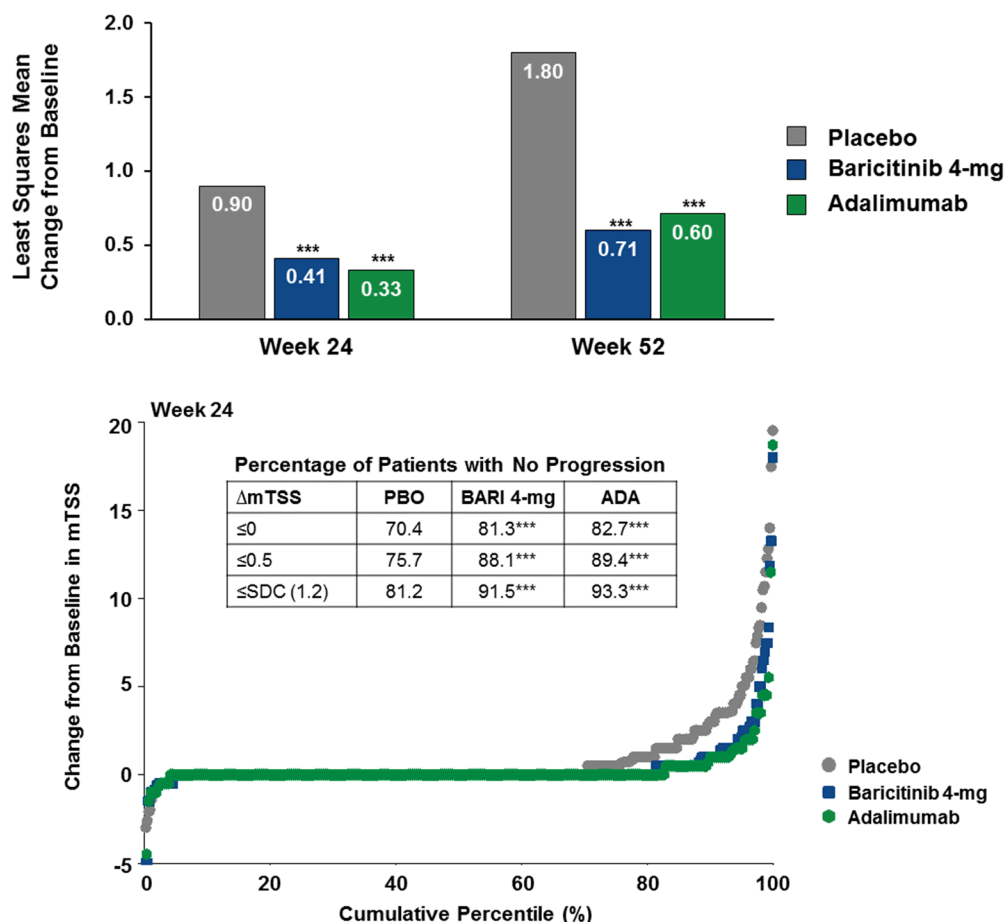 Least Squares Mean
Change from Baseline
2.0
1.5
1.0
0.5
0.0
0.90
***
0.41
***
0.33
1.80
***
0.71
***
0.60
Week 24
Week 52
Placebo
Baricitinib 4-mg
Adalimumab
Week 24
Change from Baseline in mTSS
20
15
10
5
0
-5
Percentage of Patients with No Progression
ΔmTSS PBO BARI 4-mg ADA
≤0 70.4 81.3*** 82.7***
≤0.5 75.7 88.1*** 89.4***
≤SDC (1.2) 81.2 91.5*** 93.3***
0 20 40 60 80 100
Cumulative Percentile (%)
Placebo
Baricitinib 4-mg
Adalimumab